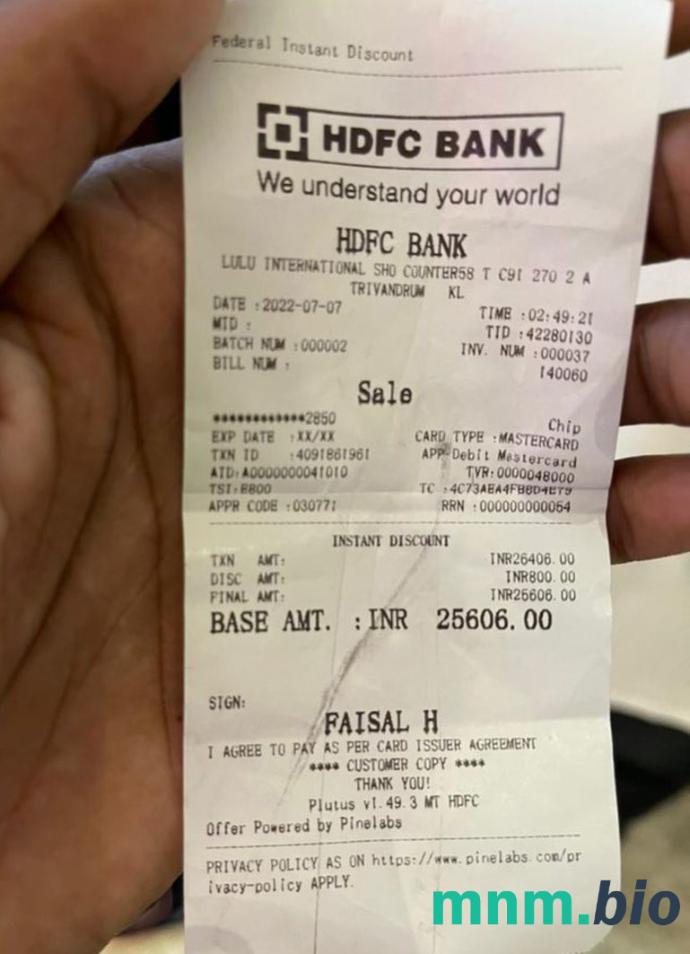 Federal Instant Discount
HDFC BANK
We understand your world
HDFC BANK
LULU INTERNATIONAL SHO COUNTER58 T C91 270 2 A
TRIVANDRUM KL
DATE :2022-07-07 TIME :02:49:21
MID : TID :42280130
BATCH NUM :000002 INV. NUM :000037
BILL NUM : 140060
Sale
************2850 Chip
EXP DATE :XX/XX CARD TYPE :MASTERCARD
TXN ID :4091861961 APP:Debit Mastercard
AID:A0000000041010 TVR:0000048000
TSI:E800 TC :4C73AEA4FB8D4E79
APPR CODE :030771 RRN :000000000054
INSTANT DISCOUNT
TXN AMT: INR26406.00
DISC AMT: INR800.00
FINAL AMT: INR25606.00
BASE AMT. :INR 25606.00
SIGN:
FAISAL H
I AGREE TO PAY AS PER CARD ISSUER AGREEMENT
**** CUSTOMER COPY ****
THANK YOU!
Plutus v1.49.3 MT HDFC
Offer Powered by Pinelabs
PRIVACY POLICY AS ON https://www.pinelabs.com/pr
ivacy-policy APPLY.
mnm.bio